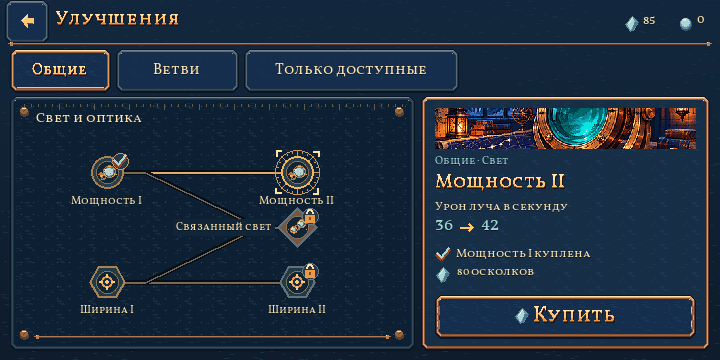 Улучшения
85
0
Общие
Ветви
Только доступные
Свет и оптика
Мощность I
Мощность II
Связанный свет
Ширина I
Ширина II
Общие · Свет
Мощность II
Урон луча в секунду
36 → 42
Мощность I куплена
80 осколков
Купить